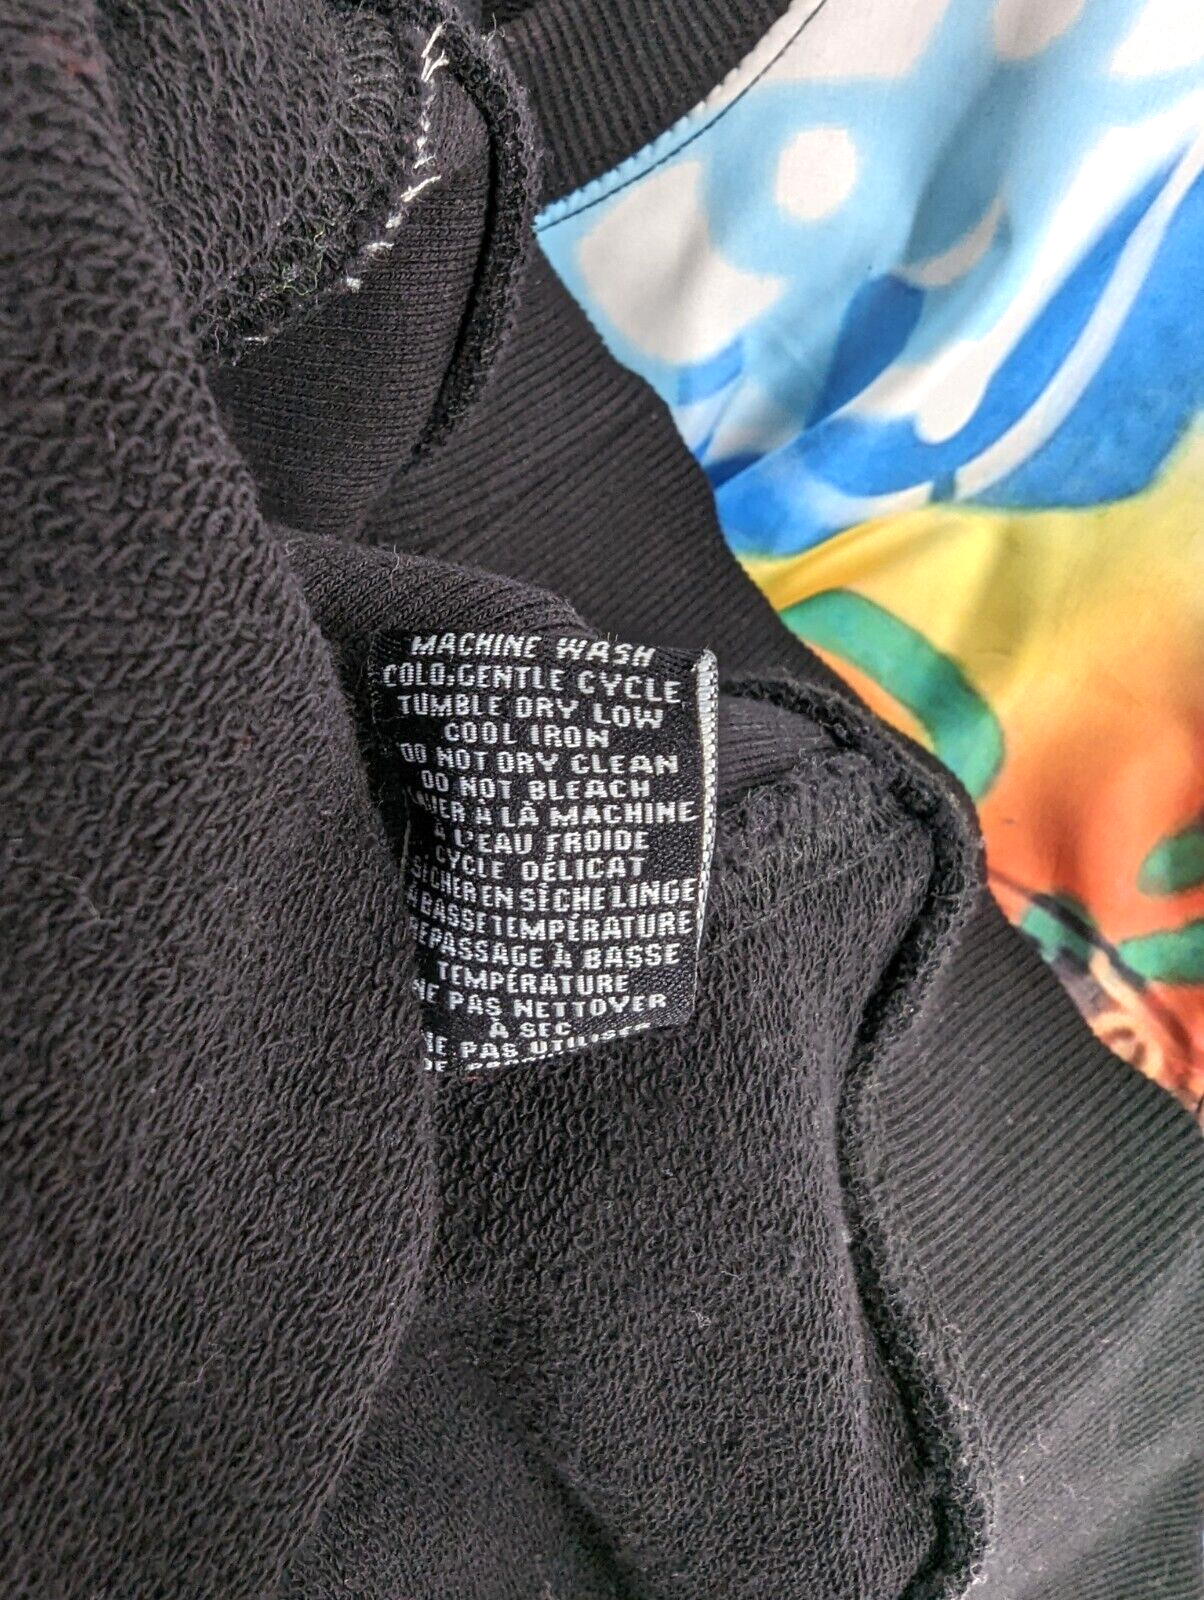 MACHINE WASH
COLD,GENTLE CYCLE
TUMBLE DRY LOW
COOL IRON
DO NOT DRY CLEAN
DO NOT BLEACH
LAVER À LÀ MACHINE
À L'EAU FROIDE
CYCLE DÉLICAT
SÉCHER EN SÈCHE LINGE
À BASSE TEMPÉRATURE
REPASSAGE À BASSE
TEMPÉRATURE
NE PAS NETTOYER
À SEC
NE PAS UTILISER
DE